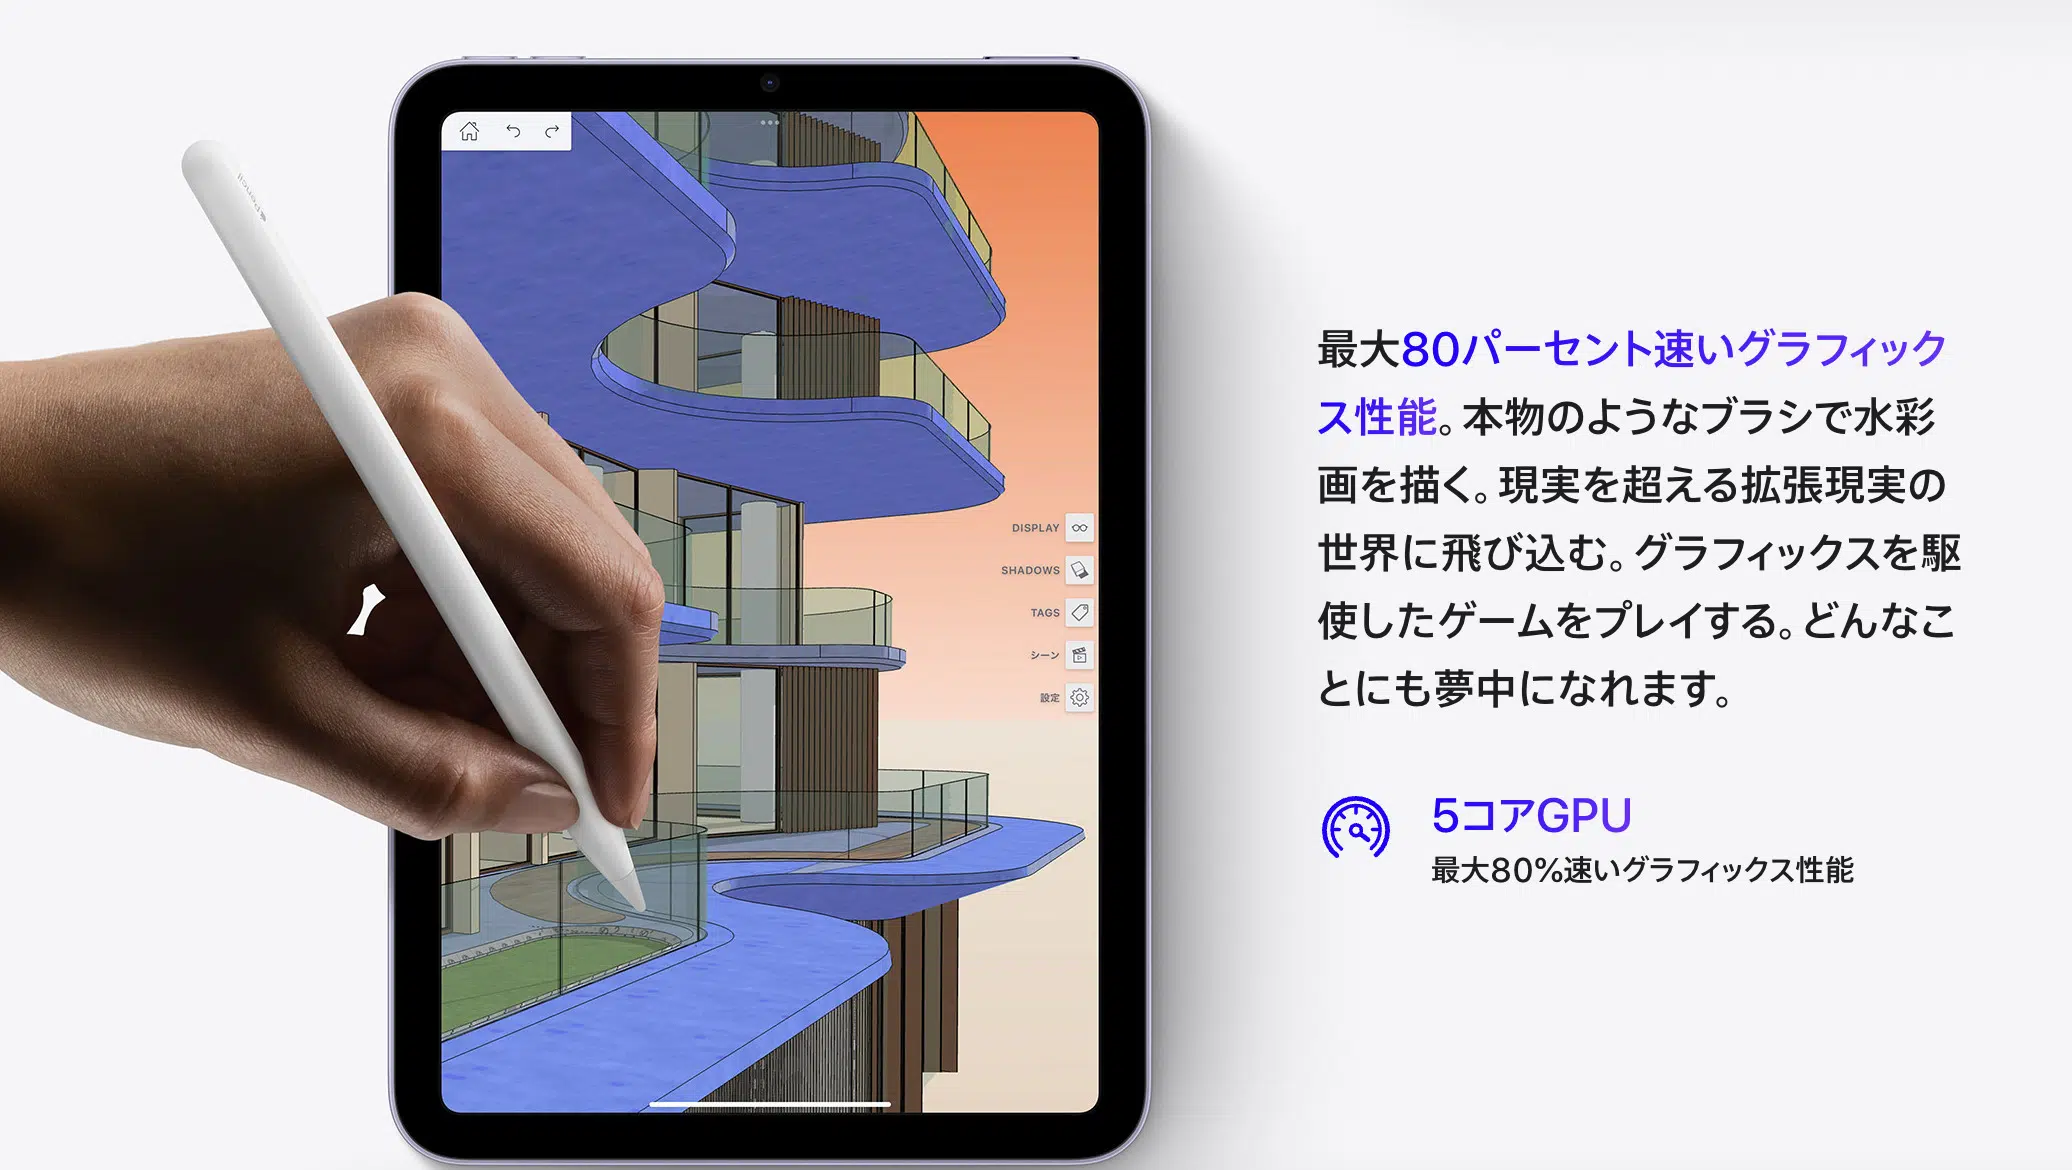 Pencil
DISPLAY
SHADOWS
TAGS
シーン
設定
最大80パーセント速いグラフィック
ス性能。本物のようなブラシで水彩
画を描く。現実を超える拡張現実の
世界に飛び込む。グラフィックスを駆
使したゲームをプレイする。どんなこ
とにも夢中になれます。
5コアGPU
最大80%速いグラフィックス性能